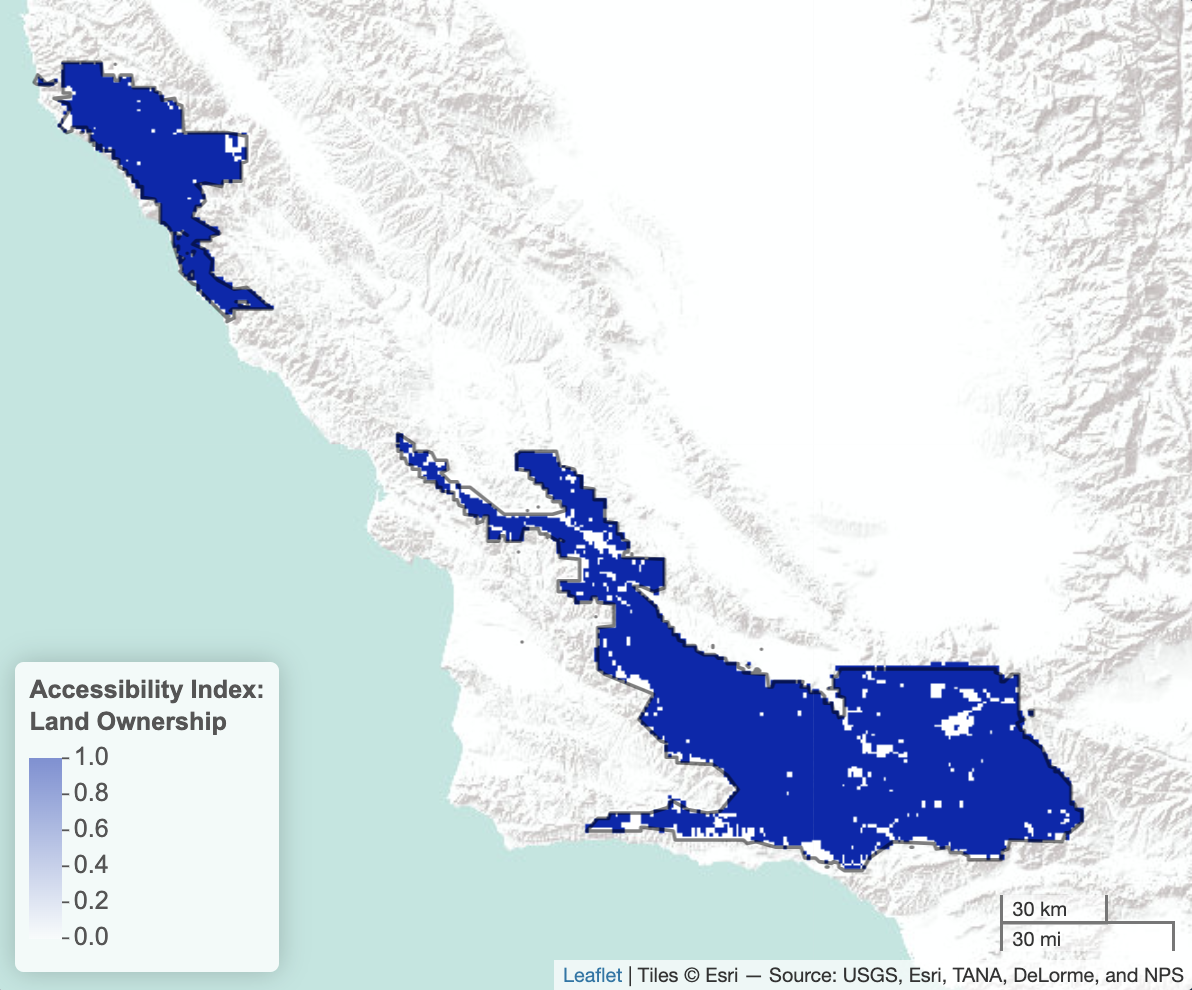 Accessibility Index:
Land Ownership
1.0
0.8
0.6
0.4
0.2
0.0
30 km
30 mi
Leaflet | Tiles © Esri — Source: USGS, Esri, TANA, DeLorme, and NPS